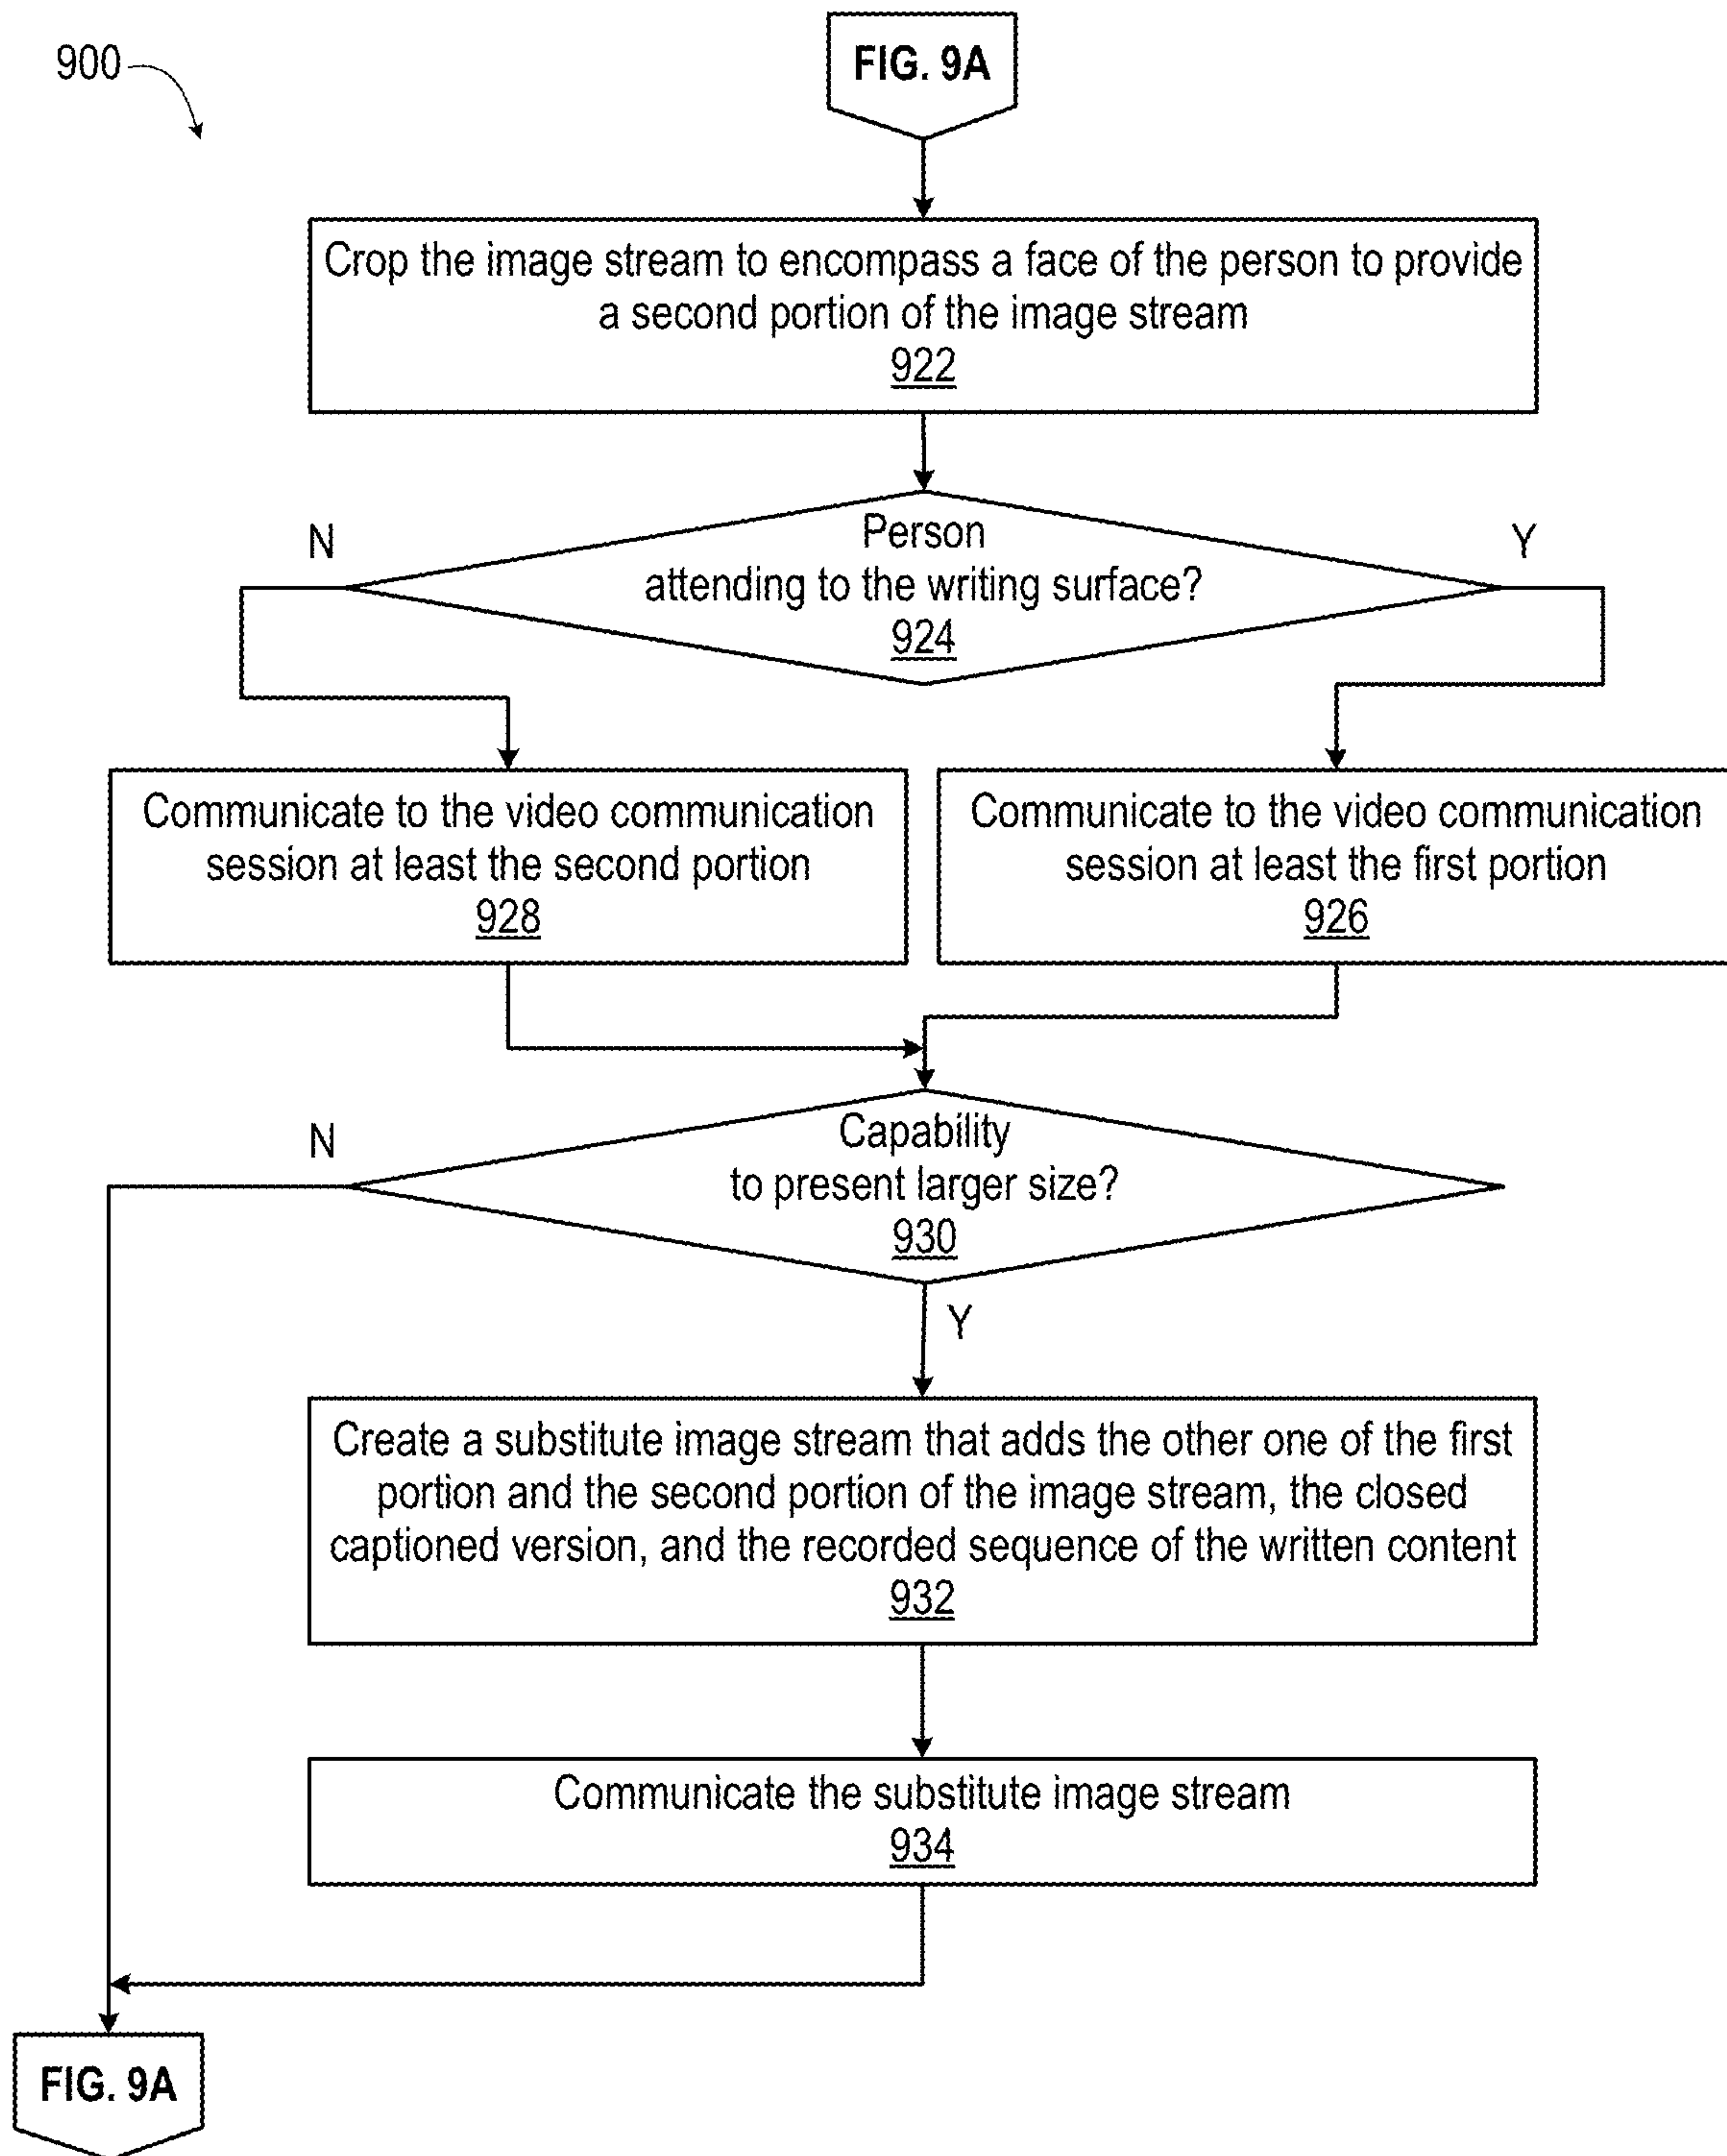 900
FIG. 9A
Crop the image stream to encompass a face of the person to provide
a second portion of the image stream
922
N
Person
Y
attending to the writing surface?
924
Communicate to the video communication
session at least the second portion
928
Communicate to the video communication
session at least the first portion
926
N
Capability
to present larger size?
930
Y
Create a substitute image stream that adds the other one of the first
portion and the second portion of the image stream, the closed
captioned version, and the recorded sequence of the written content
932
Communicate the substitute image stream
934
FIG. 9A